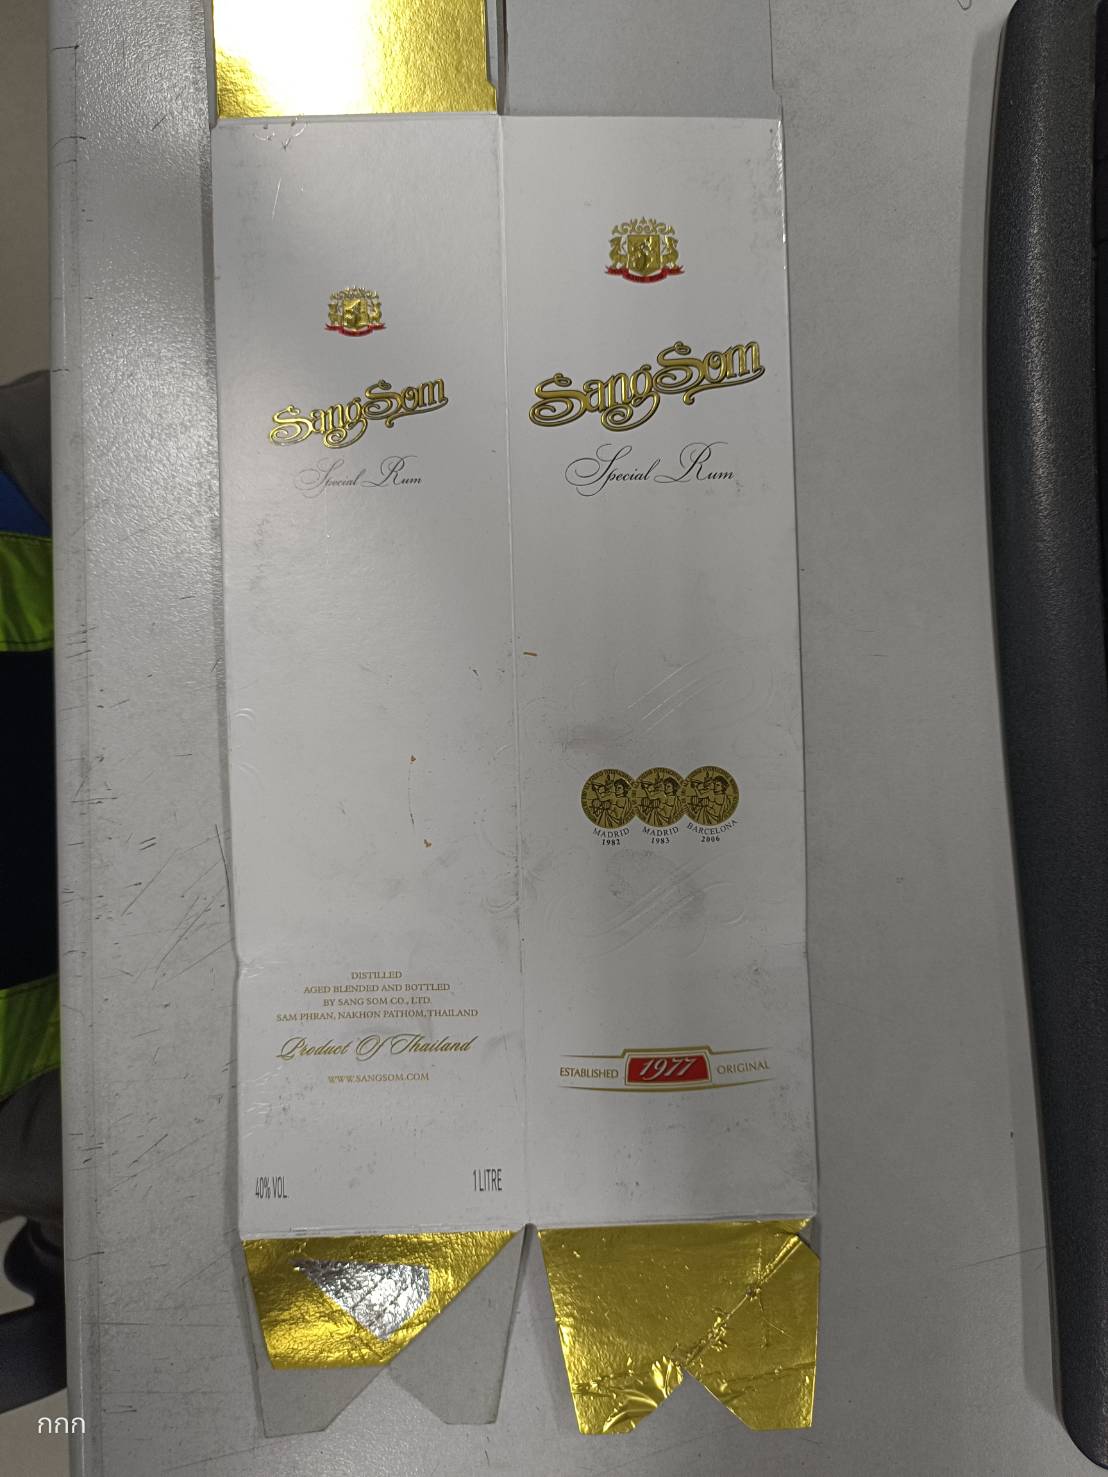 SangSom
Special Rum
DISTILLED
AGED BLENDED AND BOTTLED
BY SANG SOM CO., LTD.
SAM PHRAN, NAKHON PATHOM, THAILAND
Product Of Thailand
WWW.SANGSOM.COM
40% VOL.
1 LITRE
SangSom
Special Rum
MADRID MADRID BARCELONA
1982 1983 2006
ESTABLISHED 1977 ORIGINAL
กกก